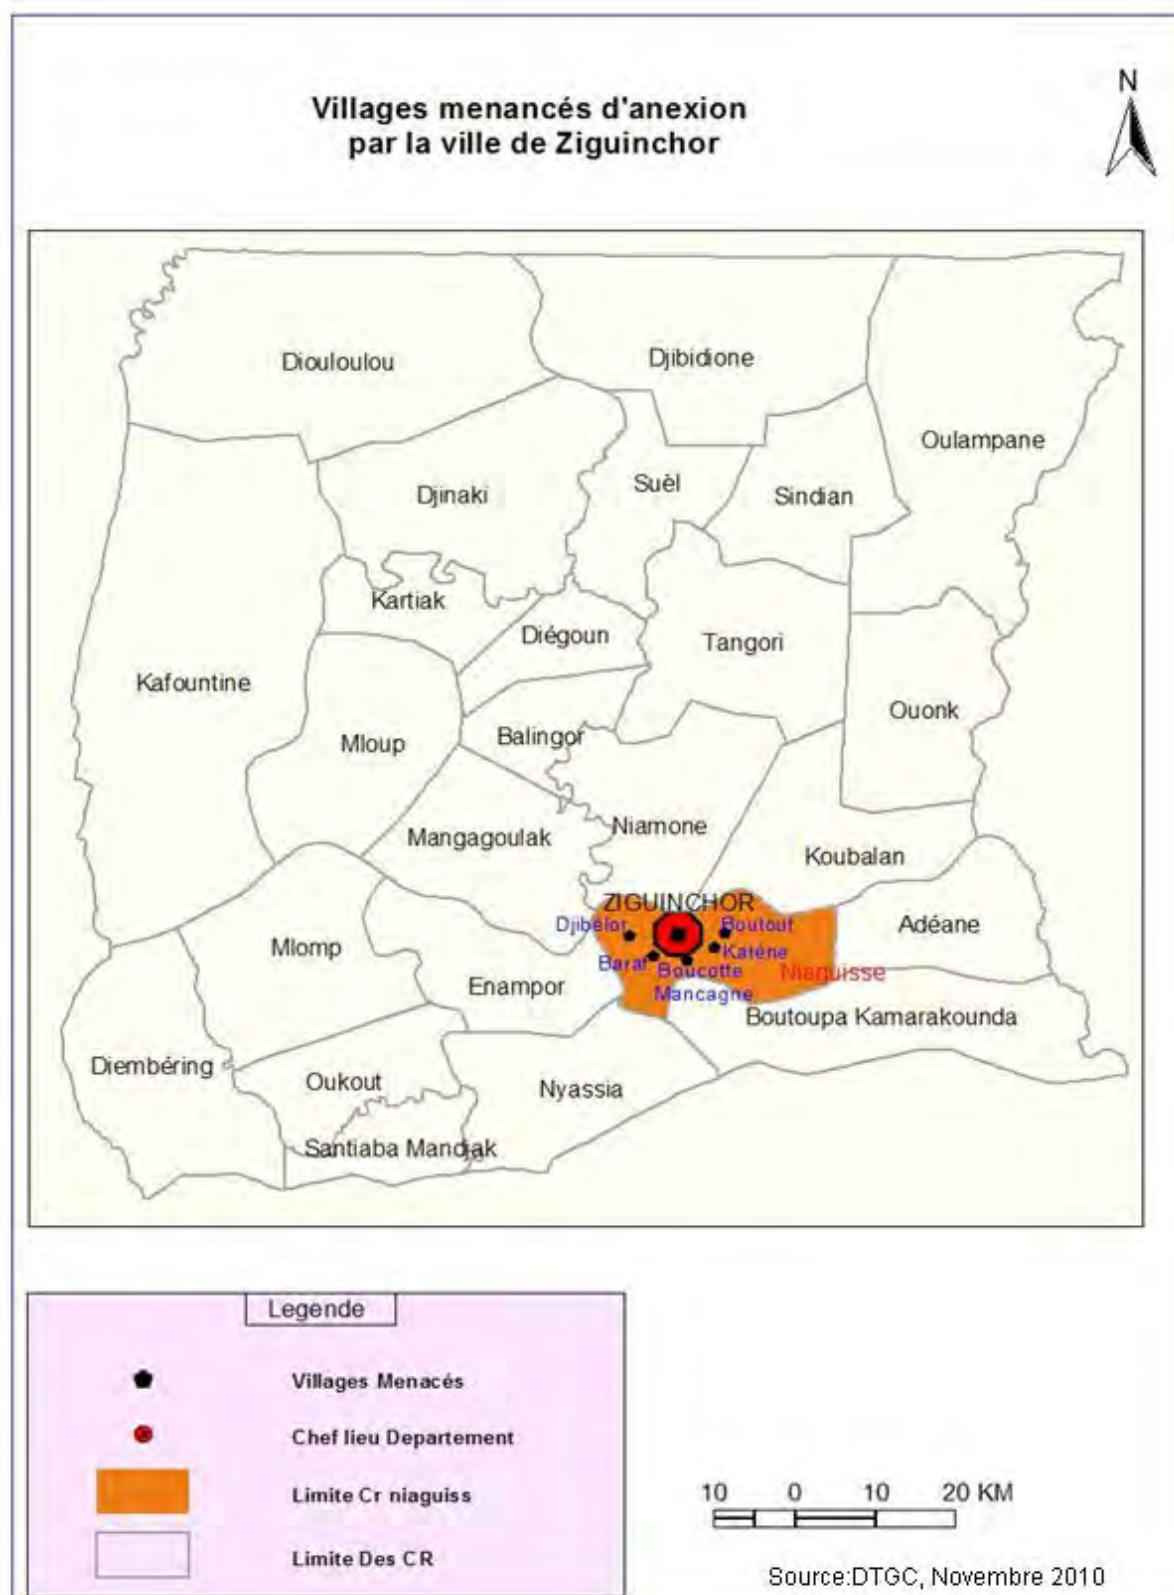 Villages menancés d'anexion
par la ville de Ziguinchor
N
Diouloulou
Djibidione
Oulampane
Djinaki
Suèl
Sindian
Kartiak
Diégoun
Tangori
Kafountine
Ouonk
Mloup
Balingor
Niamone
Mangagoulak
Koubalan
ZIGUINCHOR
Djibélor
Boutout
Adéane
Mlomp
Baraf
Katéne
Boucotte
Mancagne
Niaguisse
Enampor
Boutoupa Kamarakounda
Diembéring
Oukout
Nyassia
Santiaba Mandjak
Legende
Villages Menacés
Chef lieu Departement
Limite Cr niaguiss
Limite Des CR
10 0 10 20 KM
Source:DTGC, Novembre 2010